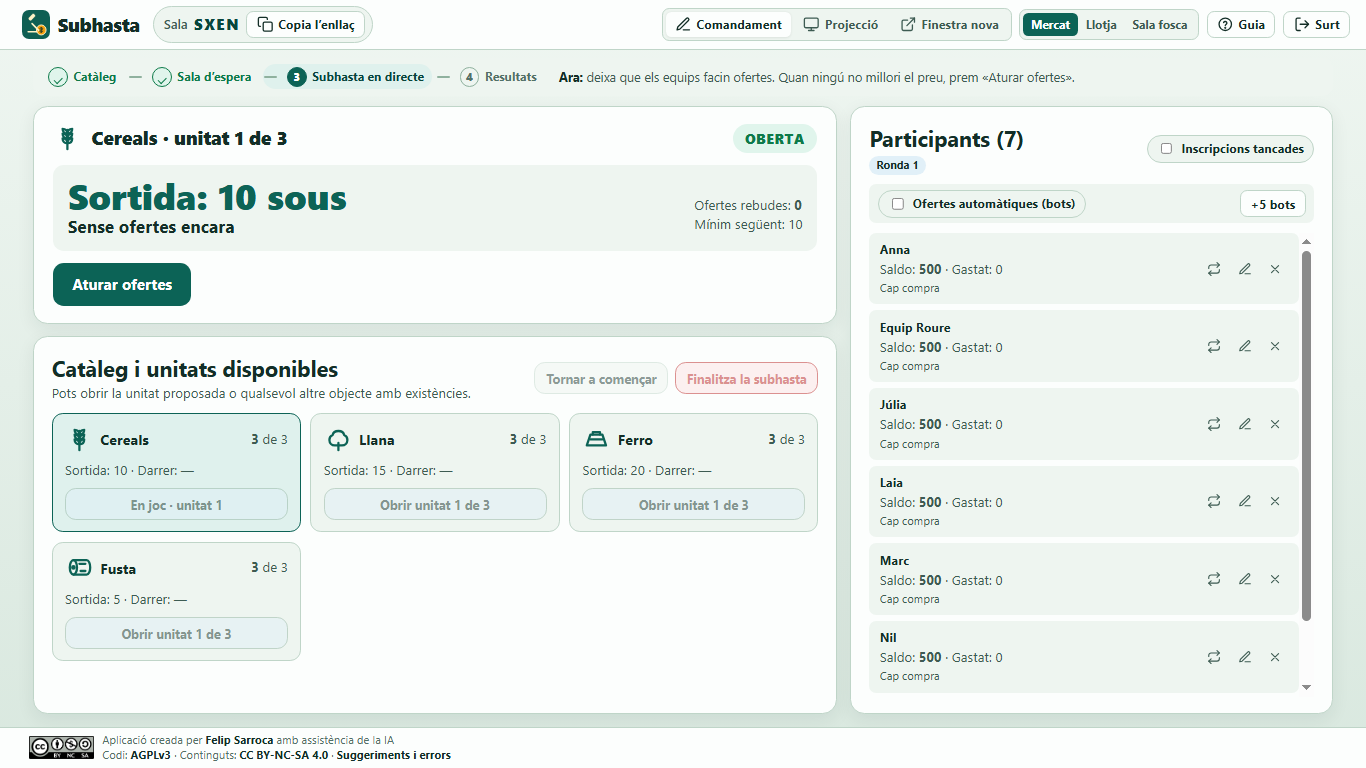 Subhasta
Sala SXEN Copia l'enllaç
Comandament Projecció Finestra nova
Mercat Llotja Sala fosca
Guia
Surt
Catàleg — Sala d'espera — 3 Subhasta en directe — 4 Resultats
Ara: deixa que els equips facin ofertes. Quan ningú no millori el preu, prem «Aturar ofertes».
Cereals · unitat 1 de 3
OBERTA
Sortida: 10 sous
Sense ofertes encara
Ofertes rebudes: 0
Mínim següent: 10
Aturar ofertes
Catàleg i unitats disponibles
Pots obrir la unitat proposada o qualsevol altre objecte amb existències.
Tornar a començar
Finalitza la subhasta
Cereals 3 de 3
Sortida: 10 · Darrer: —
En joc · unitat 1
Llana 3 de 3
Sortida: 15 · Darrer: —
Obrir unitat 1 de 3
Ferro 3 de 3
Sortida: 20 · Darrer: —
Obrir unitat 1 de 3
Fusta 3 de 3
Sortida: 5 · Darrer: —
Obrir unitat 1 de 3
Participants (7)
Ronda 1
Inscripcions tancades
Ofertes automàtiques (bots)
+5 bots
Anna
Saldo: 500 · Gastat: 0
Cap compra
Equip Roure
Saldo: 500 · Gastat: 0
Cap compra
Júlia
Saldo: 500 · Gastat: 0
Cap compra
Laia
Saldo: 500 · Gastat: 0
Cap compra
Marc
Saldo: 500 · Gastat: 0
Cap compra
Nil
Saldo: 500 · Gastat: 0
Cap compra
CC BY NC SA
Aplicació creada per Felip Sarroca amb assistència de la IA
Codi: AGPLv3 · Continguts: CC BY-NC-SA 4.0 · Suggeriments i errors